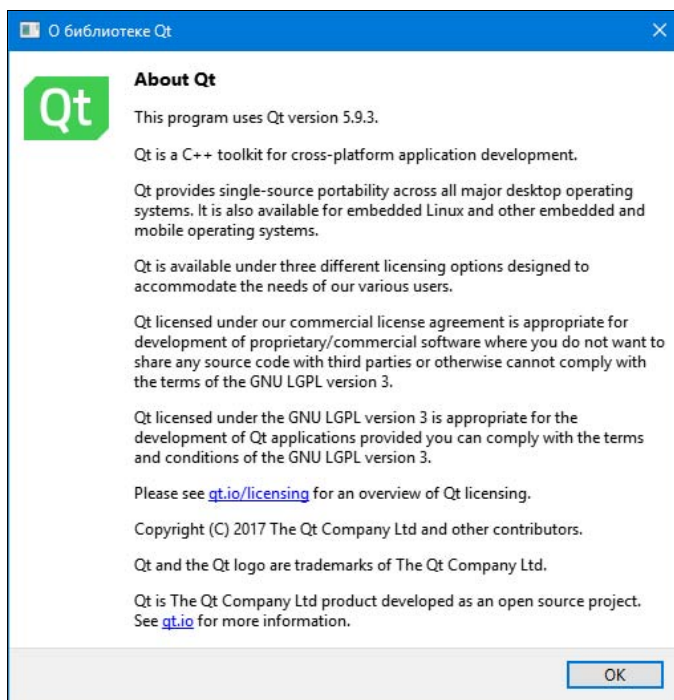 О библиотеке Qt
Qt
About Qt
This program uses Qt version 5.9.3.
Qt is a C++ toolkit for cross-platform application development.
Qt provides single-source portability across all major desktop operating
systems. It is also available for embedded Linux and other embedded and
mobile operating systems.
Qt is available under three different licensing options designed to
accommodate the needs of our various users.
Qt licensed under our commercial license agreement is appropriate for
development of proprietary/commercial software where you do not want to
share any source code with third parties or otherwise cannot comply with
the terms of the GNU LGPL version 3.
Qt licensed under the GNU LGPL version 3 is appropriate for the
development of Qt applications provided you can comply with the terms
and conditions of the GNU LGPL version 3.
Please see qt.io/licensing for an overview of Qt licensing.
Copyright (C) 2017 The Qt Company Ltd and other contributors.
Qt and the Qt logo are trademarks of The Qt Company Ltd.
Qt is The Qt Company Ltd product developed as an open source project.
See qt.io for more information.
OK